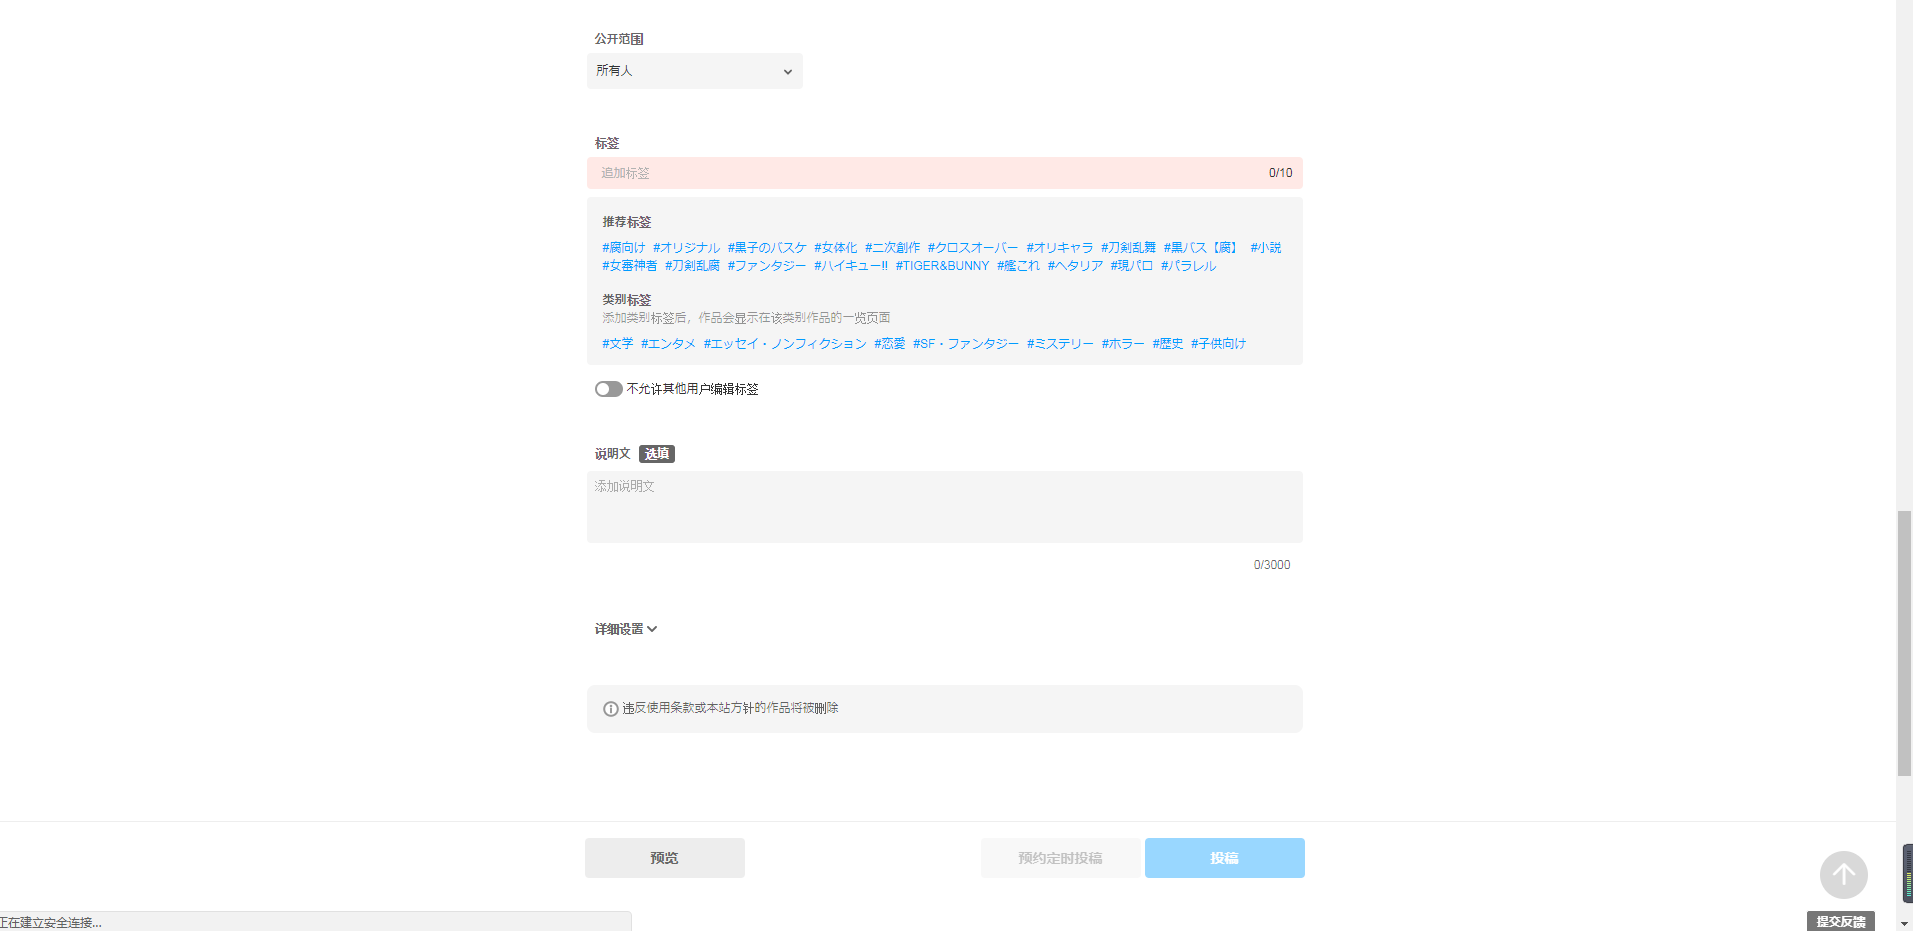 公开范围
所有人
标签
追加标签 0/10
推荐标签
#腐向け #オリジナル #黒子のバスケ #女体化 #二次創作 #クロスオーバー #オリキャラ #刀剣乱舞 #黒バス【腐】 #小説
#女審神者 #刀剣乱腐 #ファンタジー #ハイキュー!! #TIGER&BUNNY #艦これ #ヘタリア #現パロ #パラレル
类别标签
添加类别标签后，作品会显示在该类别作品的一览页面
#文学 #エンタメ #エッセイ・ノンフィクション #恋愛 #SF・ファンタジー #ミステリー #ホラー #歴史 #子供向け
不允许其他用户编辑标签
说明文 选填
添加说明文
0/3000
详细设置
违反使用条款或本站方针的作品将被删除
预览 预约定时投稿 投稿
正在建立安全连接...
提交反馈